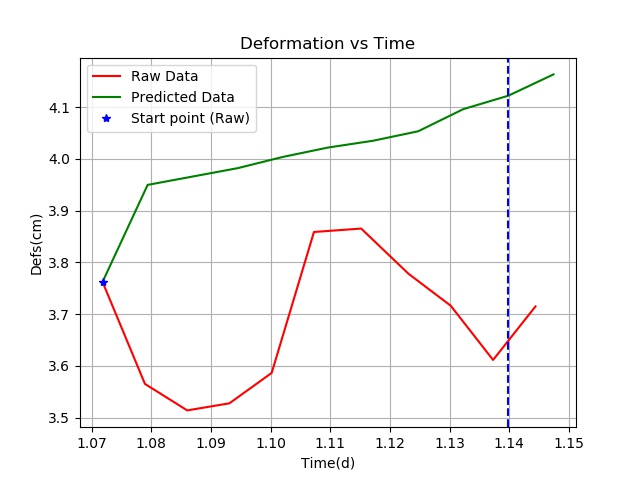 Deformation vs Time
Raw Data
Predicted Data
Start point (Raw)
Defs(cm)
4.1
4.0
3.9
3.8
3.7
3.6
3.5
1.07 1.08 1.09 1.10 1.11 1.12 1.13 1.14 1.15
Time(d)